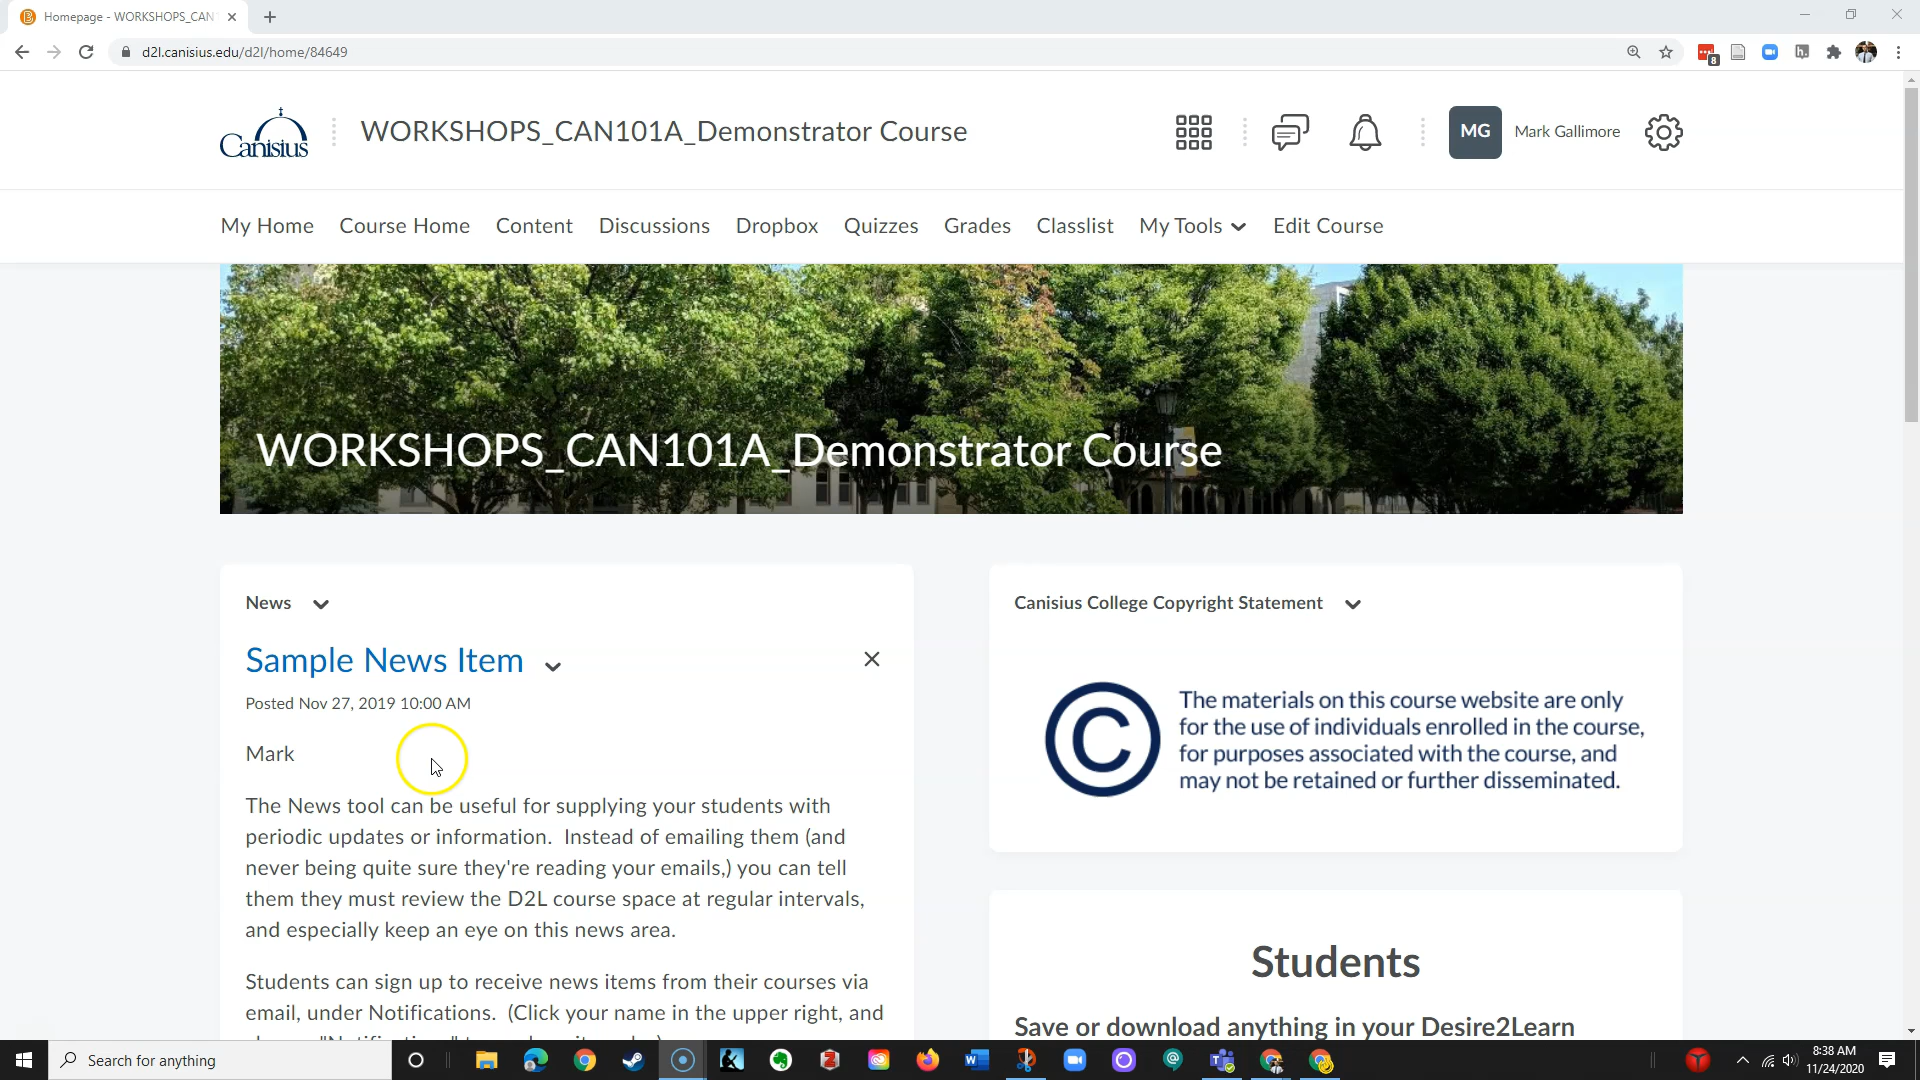 Homepage - WORKSHOPS_CAN
d2l.canisius.edu/d2l/home/84649
8
Canisius
WORKSHOPS_CAN101A_Demonstrator Course
MG
Mark Gallimore
My Home
Course Home
Content
Discussions
Dropbox
Quizzes
Grades
Classlist
My Tools
Edit Course
WORKSHOPS_CAN101A_Demonstrator Course
News
Sample News Item
Posted Nov 27, 2019 10:00 AM
Mark
The News tool can be useful for supplying your students with
periodic updates or information.  Instead of emailing them (and
never being quite sure they're reading your emails,) you can tell
them they must review the D2L course space at regular intervals,
and especially keep an eye on this news area.
Students can sign up to receive news items from their courses via
email, under Notifications.  (Click your name in the upper right, and
Canisius College Copyright Statement
The materials on this course website are only
for the use of individuals enrolled in the course,
for purposes associated with the course, and
may not be retained or further disseminated.
Students
Save or download anything in your Desire2Learn
Search for anything
8:38 AM
11/24/2020